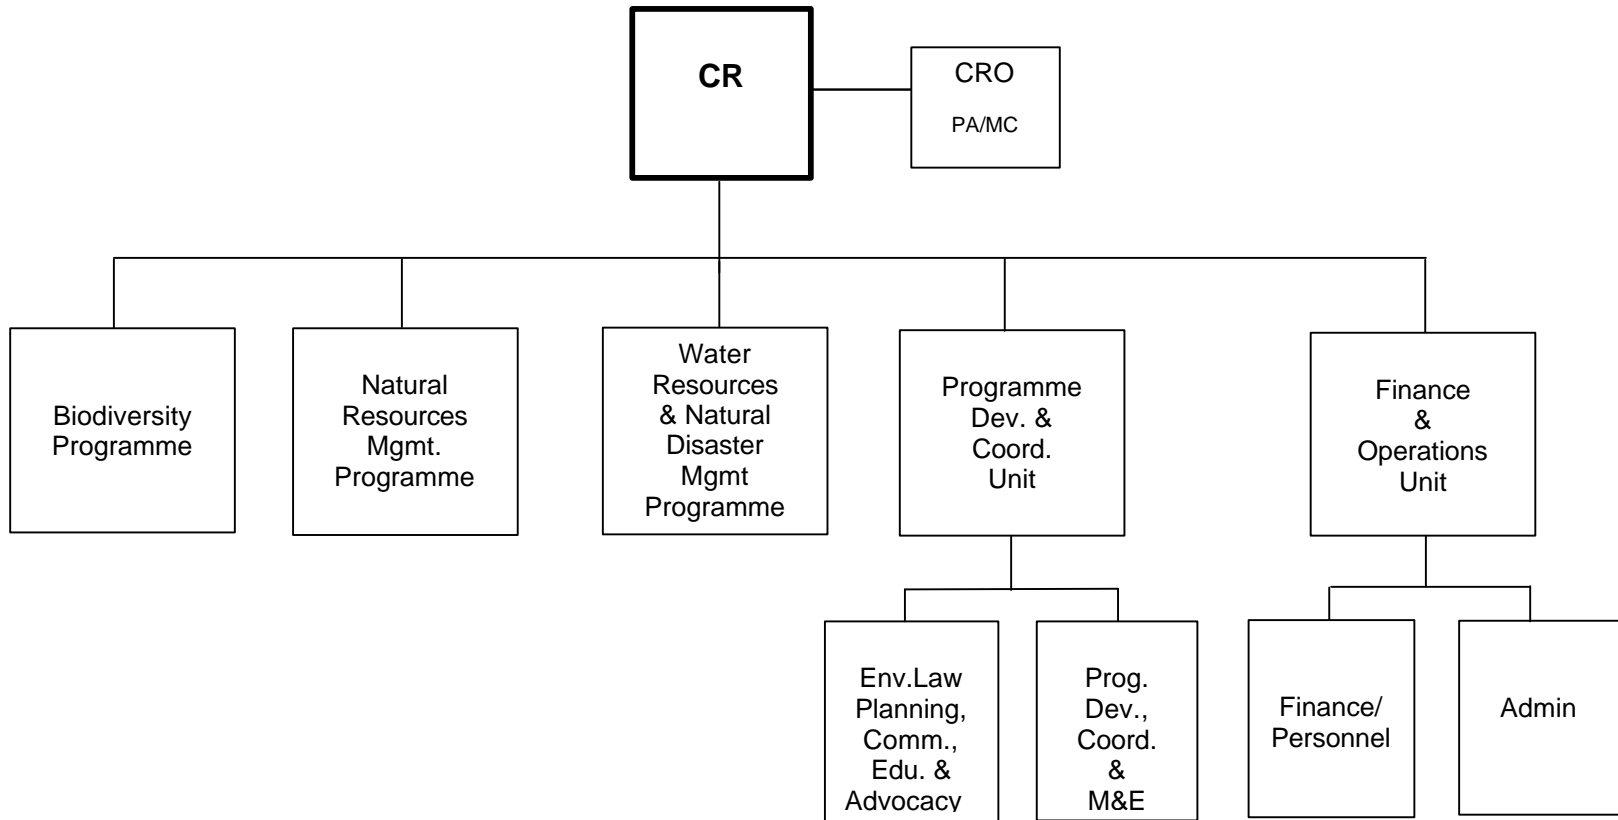 CR
CRO
PA/MC
Biodiversity
Programme
Natural
Resources
Mgmt.
Programme
Water
Resources
& Natural
Disaster
Mgmt
Programme
Programme
Dev. &
Coord.
Unit
Finance
&
Operations
Unit
Env.Law
Planning,
Comm.,
Edu. &
Advocacy
Prog.
Dev.,
Coord.
&
M&E
Finance/
Personnel
Admin